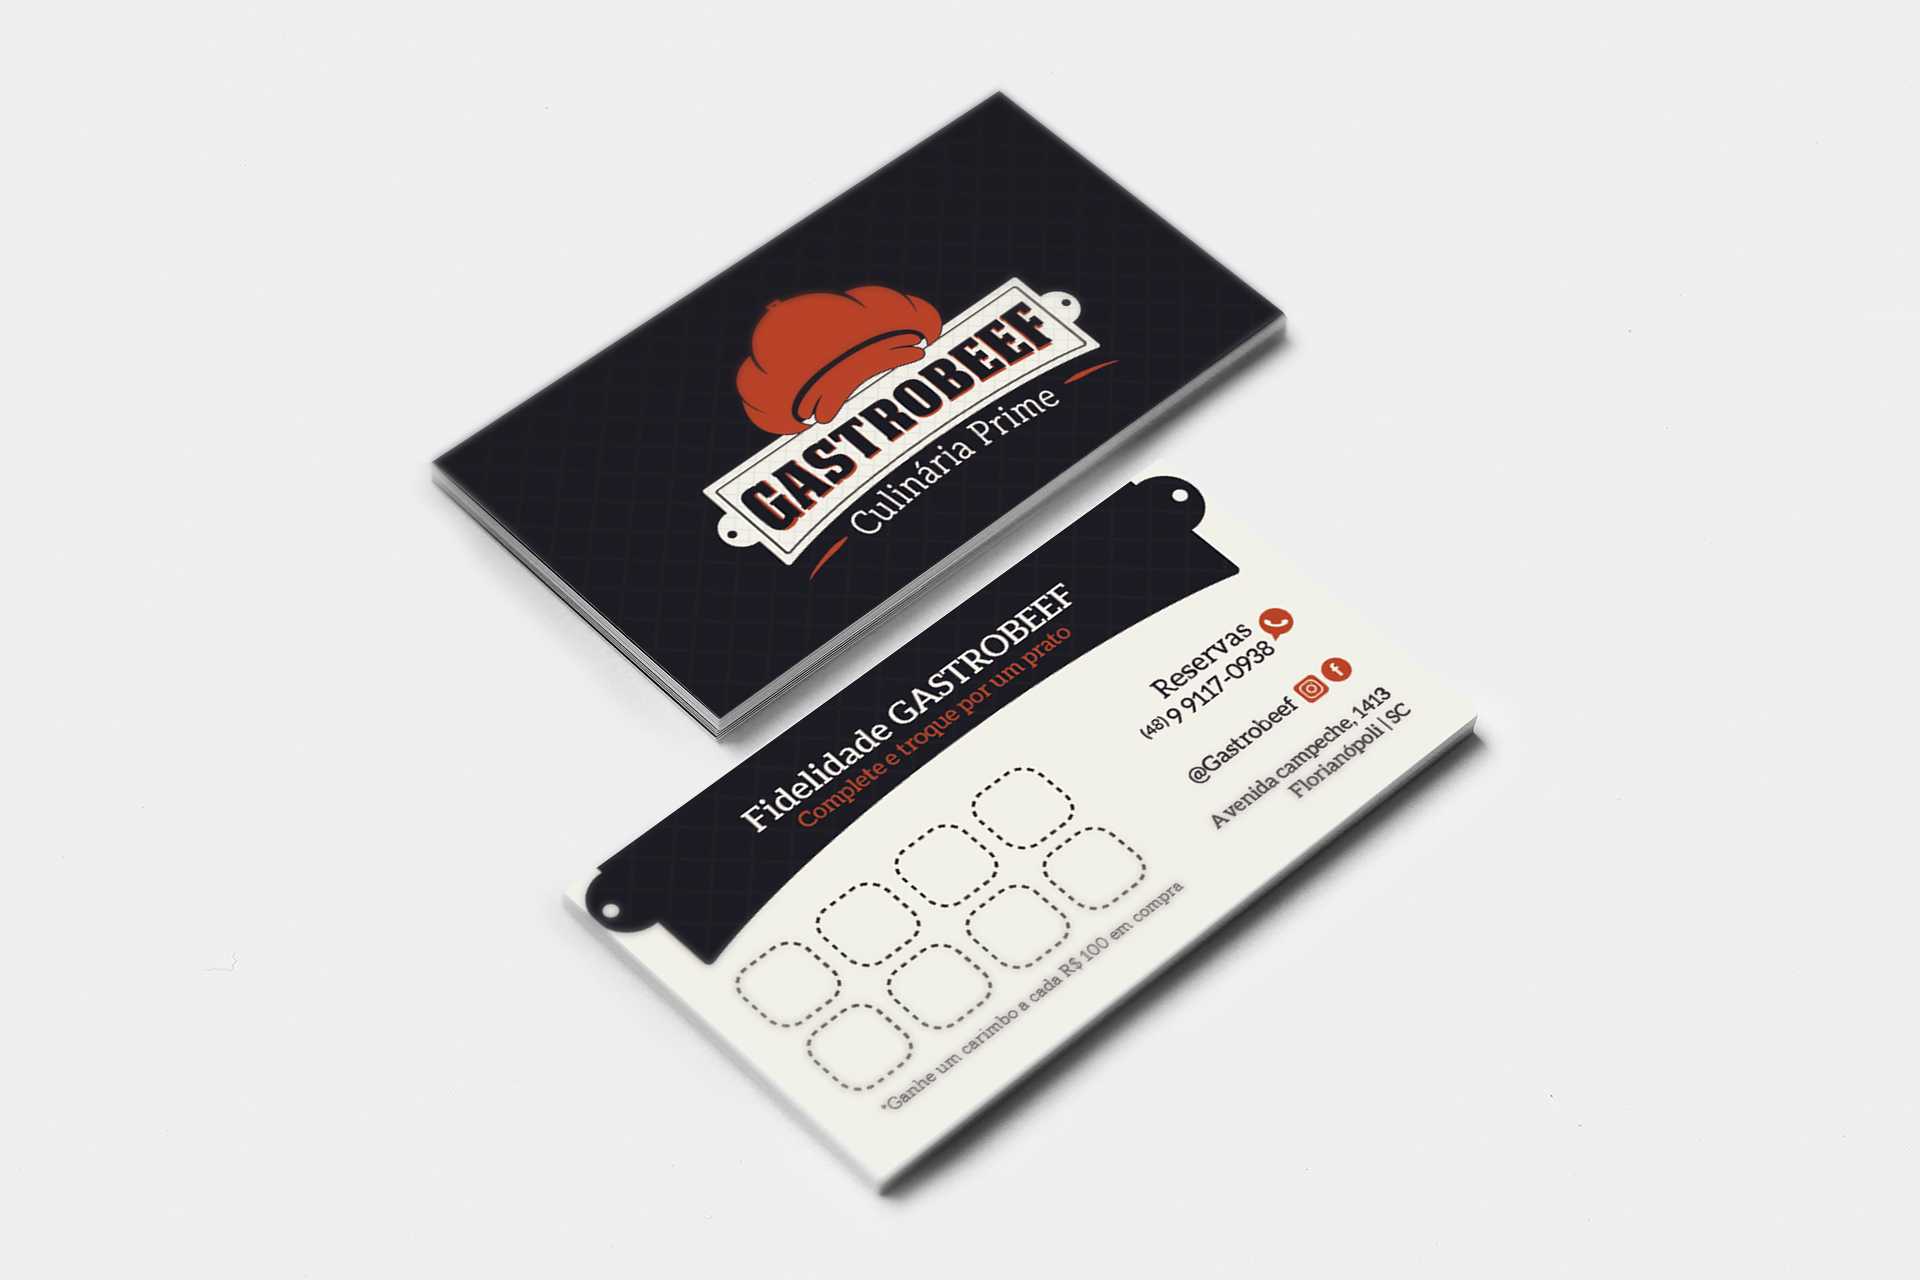 GASTROBEEF
Culinária Prime
Fidelidade GASTROBEEF
Complete e troque por um prato
Reservas
(48) 9 9117-0938
@Gastrobeef
Avenida campeche, 1413
Florianópoli | SC
*Ganhe um carimbo a cada R$ 100 em compra